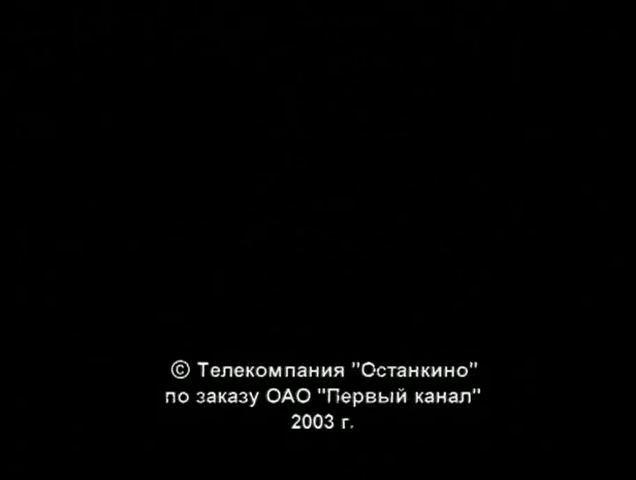 © Телекомпания "Останкино"
по заказу ОАО "Первый канал"
2003 г.